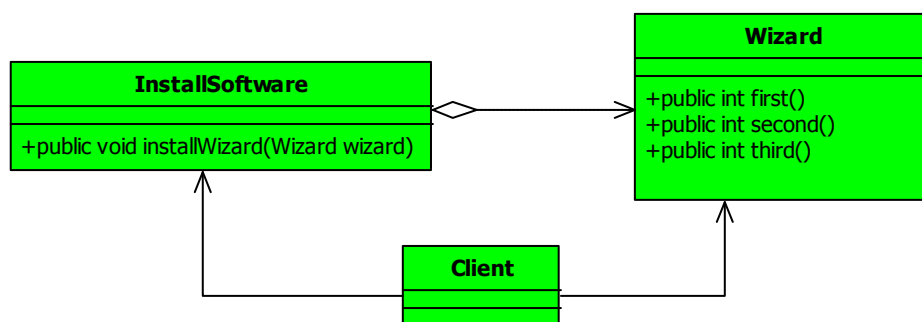 Wizard
InstallSoftware
+public int first()
+public int second()
+public void installWizard(Wizard wizard)
+public int third()
Client